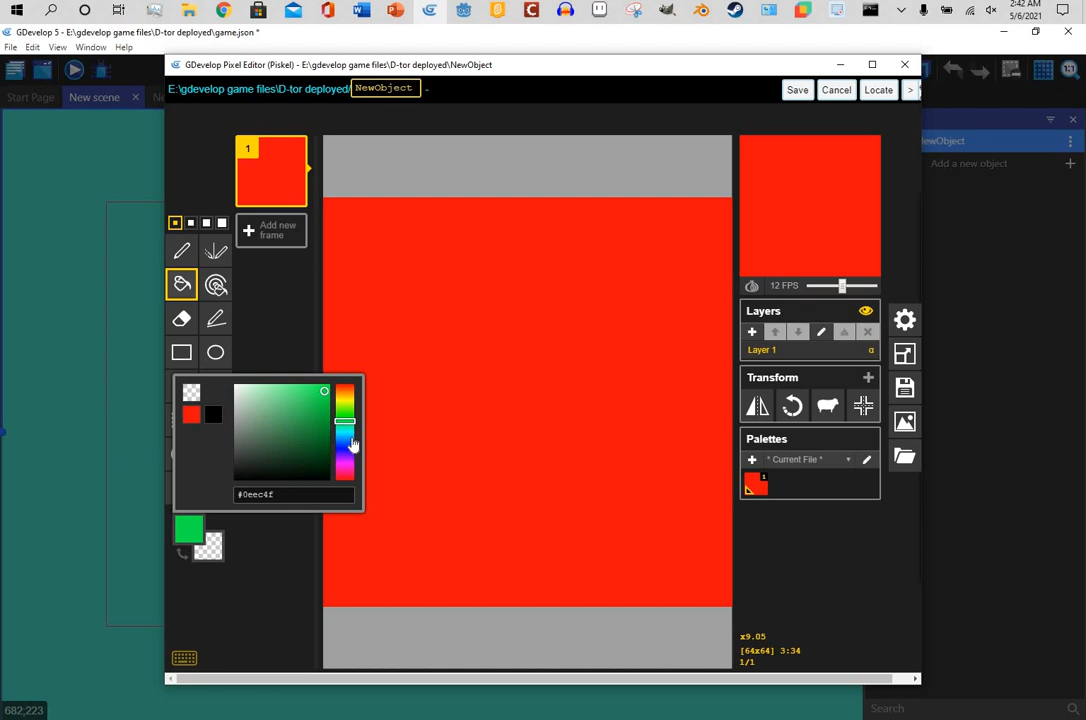 2:42 AM
5/6/2021
GDevelop 5 - E:\gdevelop game files\D-tor deployed\game.json *
File Edit View Window Help
Start Page
New scene
GDevelop Pixel Editor (Piskel) - E:\gdevelop game files\D-tor deployed\NewObject
E:\gdevelop game files\D-tor deployed/ NewObject -
Save
Cancel
Locate
>
1
Add new
frame
12 FPS
Layers
Layer 1
α
Transform
Palettes
* Current File *
1
#0eec4f
x9.05
[64x64] 3:34
1/1
Add a new object
Search
682;223